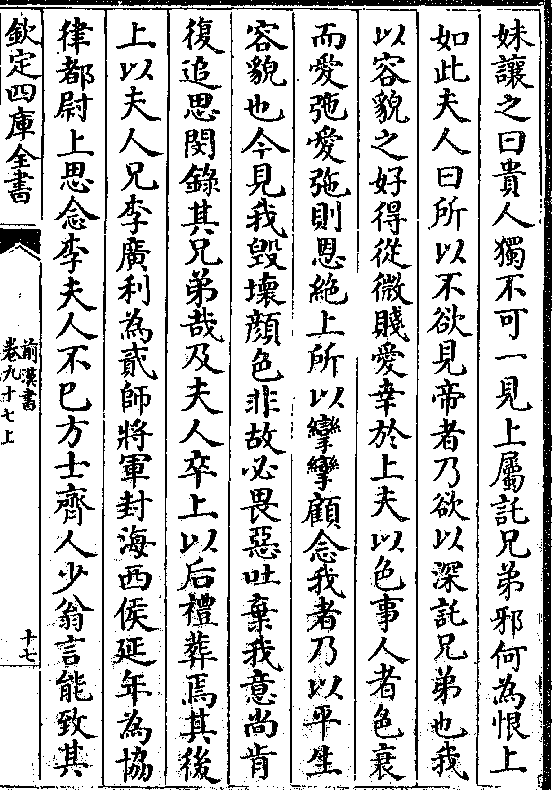 妹讓之曰貴人獨不可一見上屬託兄弟邪何為恨上
如此夫人曰所以不欲見帝者乃欲以深託兄弟也我
以容貌之好得從微賤愛幸於上夫以色事人者色衰
而愛弛愛弛則恩絶上所以攣攣顧念我者乃以平生
容貌也今見我毁壞顔色非故必畏惡吐棄我意尚肯
復追思閔錄其兄弟哉及夫人卒上以后禮葬焉其後
上以夫人兄李廣利為貳師將軍封海西侯延年為協
律都尉上思念李夫人不已方士齊人少翁言能致其
欽定四庫全書
前漢書
卷九十七上
十七